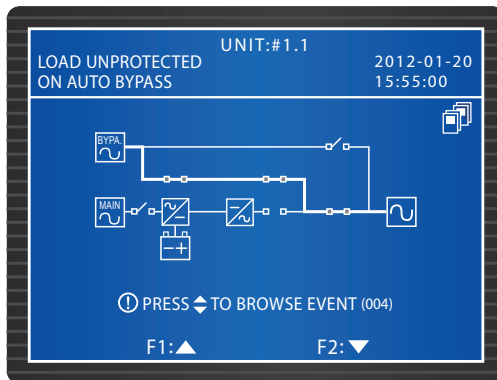 UNIT:#1.1
LOAD UNPROTECTED
ON AUTO BYPASS
2012-01-20
15:55:00
BYPA.
MAIN
PRESS TO BROWSE EVENT (004)
F1:
F2: